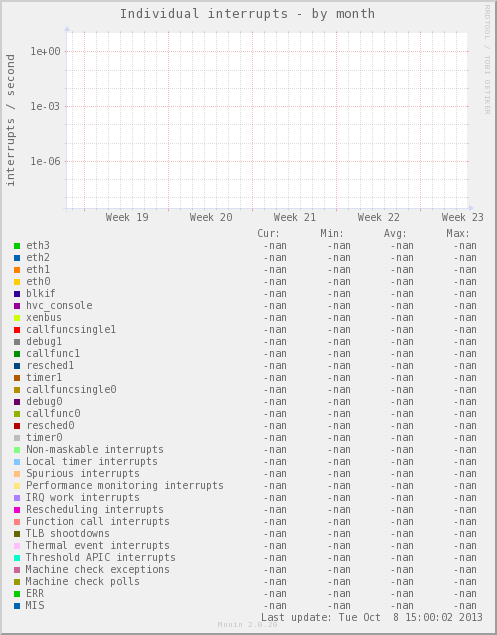 Individual interrupts - by month
RRDTOOL / TOBI OETIKER
interrupts / second
1e+00
1e-03
1e-06
Week 19 Week 20 Week 21 Week 22 Week 23
Cur: Min: Avg: Max:
eth3 -nan -nan -nan -nan
eth2 -nan -nan -nan -nan
eth1 -nan -nan -nan -nan
eth0 -nan -nan -nan -nan
blkif -nan -nan -nan -nan
hvc_console -nan -nan -nan -nan
xenbus -nan -nan -nan -nan
callfuncsingle1 -nan -nan -nan -nan
debug1 -nan -nan -nan -nan
callfunc1 -nan -nan -nan -nan
resched1 -nan -nan -nan -nan
timer1 -nan -nan -nan -nan
callfuncsingle0 -nan -nan -nan -nan
debug0 -nan -nan -nan -nan
callfunc0 -nan -nan -nan -nan
resched0 -nan -nan -nan -nan
timer0 -nan -nan -nan -nan
Non-maskable interrupts -nan -nan -nan -nan
Local timer interrupts -nan -nan -nan -nan
Spurious interrupts -nan -nan -nan -nan
Performance monitoring interrupts -nan -nan -nan -nan
IRQ work interrupts -nan -nan -nan -nan
Rescheduling interrupts -nan -nan -nan -nan
Function call interrupts -nan -nan -nan -nan
TLB shootdowns -nan -nan -nan -nan
Thermal event interrupts -nan -nan -nan -nan
Threshold APIC interrupts -nan -nan -nan -nan
Machine check exceptions -nan -nan -nan -nan
Machine check polls -nan -nan -nan -nan
ERR -nan -nan -nan -nan
MIS -nan -nan -nan -nan
Last update: Tue Oct 8 15:00:02 2013
Munin 2.0.20